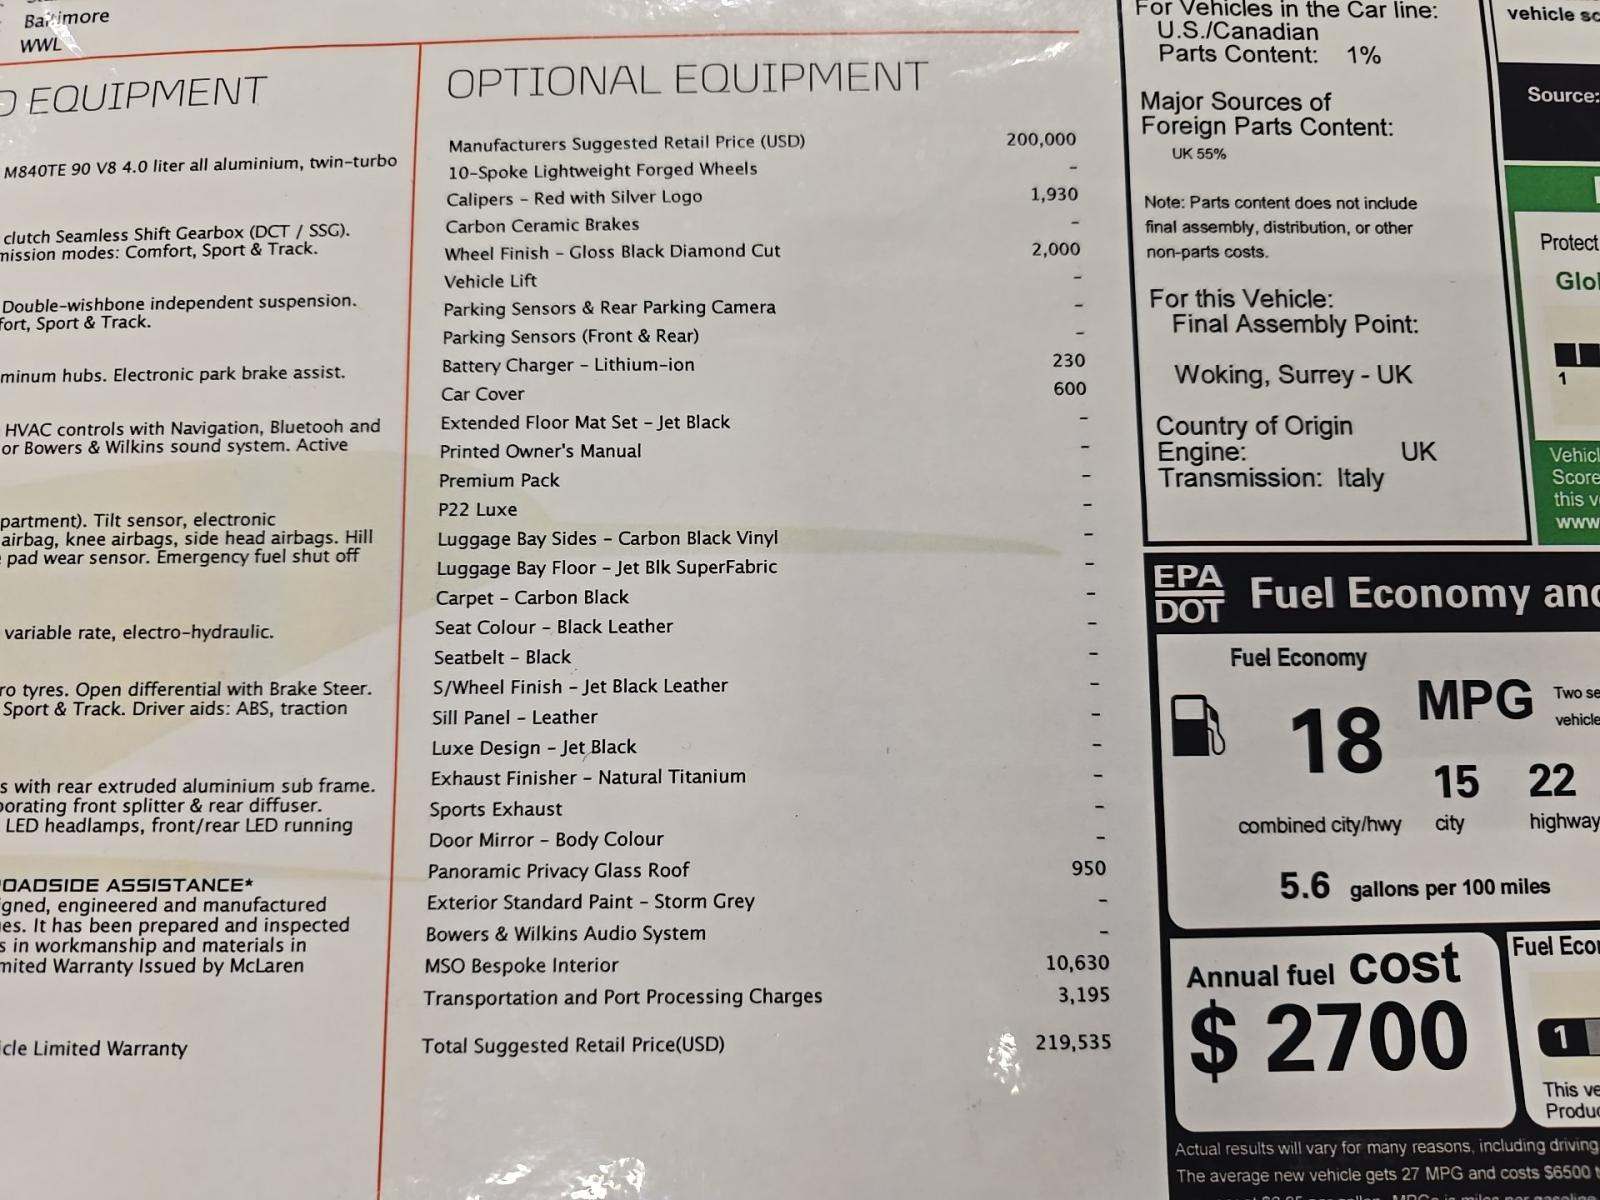 Baltimore
WWL
EQUIPMENT
M840TE 90 V8 4.0 liter all aluminium, twin-turbo
clutch Seamless Shift Gearbox (DCT / SSG).
mission modes: Comfort, Sport & Track.
Double-wishbone independent suspension.
fort, Sport & Track.
minum hubs. Electronic park brake assist.
HVAC controls with Navigation, Bluetooh and
or Bowers & Wilkins sound system. Active
partment). Tilt sensor, electronic
airbag, knee airbags, side head airbags. Hill
pad wear sensor. Emergency fuel shut off
variable rate, electro-hydraulic.
ro tyres. Open differential with Brake Steer.
Sport & Track. Driver aids: ABS, traction
s with rear extruded aluminium sub frame.
porating front splitter & rear diffuser.
LED headlamps, front/rear LED running
OADSIDE ASSISTANCE*
igned, engineered and manufactured
es. It has been prepared and inspected
s in workmanship and materials in
mited Warranty Issued by McLaren
icle Limited Warranty
OPTIONAL EQUIPMENT
Manufacturers Suggested Retail Price (USD) 200,000
10-Spoke Lightweight Forged Wheels -
Calipers - Red with Silver Logo 1,930
Carbon Ceramic Brakes -
Wheel Finish - Gloss Black Diamond Cut 2,000
Vehicle Lift -
Parking Sensors & Rear Parking Camera -
Parking Sensors (Front & Rear) -
Battery Charger - Lithium-ion 230
Car Cover 600
Extended Floor Mat Set - Jet Black -
Printed Owner's Manual -
Premium Pack -
P22 Luxe -
Luggage Bay Sides - Carbon Black Vinyl -
Luggage Bay Floor - Jet Blk SuperFabric -
Carpet - Carbon Black -
Seat Colour - Black Leather -
Seatbelt - Black -
S/Wheel Finish - Jet Black Leather -
Sill Panel - Leather -
Luxe Design - Jet Black -
Exhaust Finisher - Natural Titanium -
Sports Exhaust -
Door Mirror - Body Colour -
Panoramic Privacy Glass Roof 950
Exterior Standard Paint - Storm Grey -
Bowers & Wilkins Audio System -
MSO Bespoke Interior 10,630
Transportation and Port Processing Charges 3,195
Total Suggested Retail Price(USD) 219,535
For Vehicles in the Car line:
U.S./Canadian
Parts Content: 1%
Major Sources of
Foreign Parts Content:
UK 55%
Note: Parts content does not include
final assembly, distribution, or other
non-parts costs.
For this Vehicle:
Final Assembly Point:
Woking, Surrey - UK
Country of Origin
Engine: UK
Transmission: Italy
EPA
DOT
Fuel Economy and
Fuel Economy
18
MPG
Two se
vehicle
15 22
combined city/hwy city highway
5.6 gallons per 100 miles
Annual fuel cost
$ 2700
Fuel Econ
1
This ve
Produ
Actual results will vary for many reasons, including driving
The average new vehicle gets 27 MPG and costs $6500 t
vehicle sc
Source:
Protect
Glo
1
Vehicl
Score
this v
www